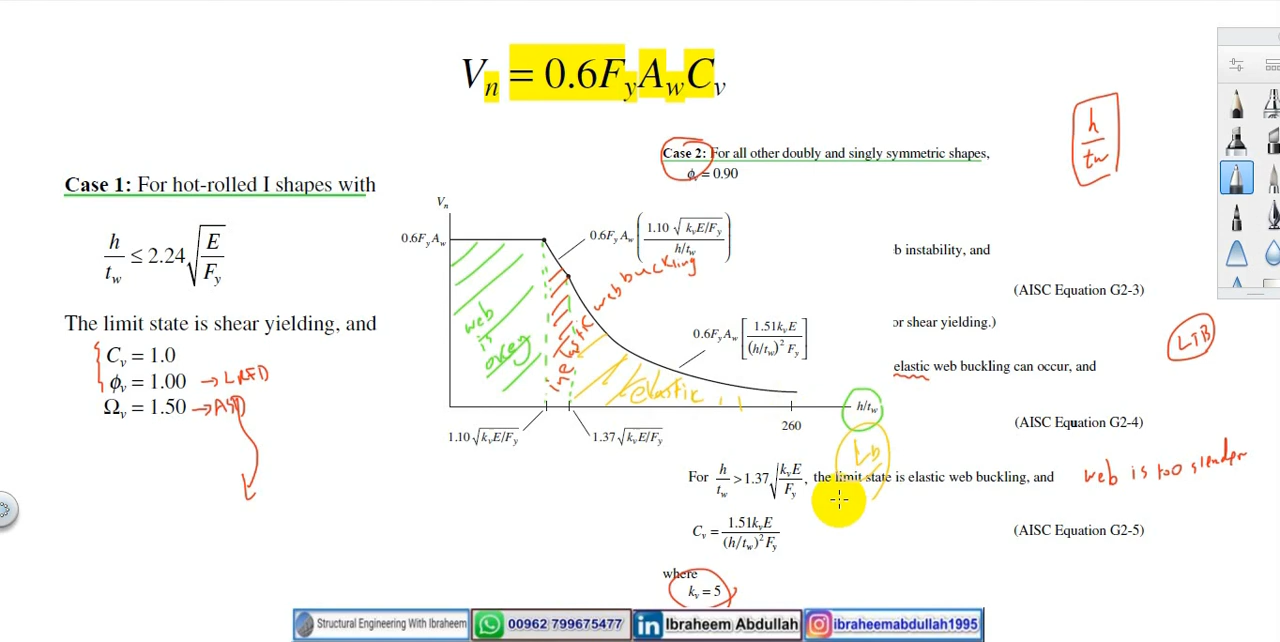 Vn = 0.6FyAwCv
Case 1: For hot-rolled I shapes with
h/tw ≤ 2.24√(E/Fy)
The limit state is shear yielding, and
Cv = 1.0
ϕv = 1.00 → LRFD
Ωv = 1.50 → ASD
Case 2: For all other doubly and singly symmetric shapes,
ϕv = 0.90
h/tw
Vn
0.6FyAw
0.6FyAw(1.10√(kvE/Fy) / (h/tw))
web buckling
inelastic
web is okey
elastic
0.6FyAw[1.51kvE / ((h/tw)²Fy)]
h/tw
Lb
1.10√(kvE/Fy)
1.37√(kvE/Fy)
260
b instability, and
(AISC Equation G2-3)
or shear yielding.)
LTB
elastic web buckling can occur, and
(AISC Equation G2-4)
For h/tw > 1.37√(kvE/Fy), the limit state is elastic web buckling, and
web is too slender
Cv = 1.51kvE / ((h/tw)²Fy)
(AISC Equation G2-5)
where
kv = 5
Structural Engineering With Ibraheem
00962 799675477
in Ibraheem Abdullah
ibraheemabdullah1995